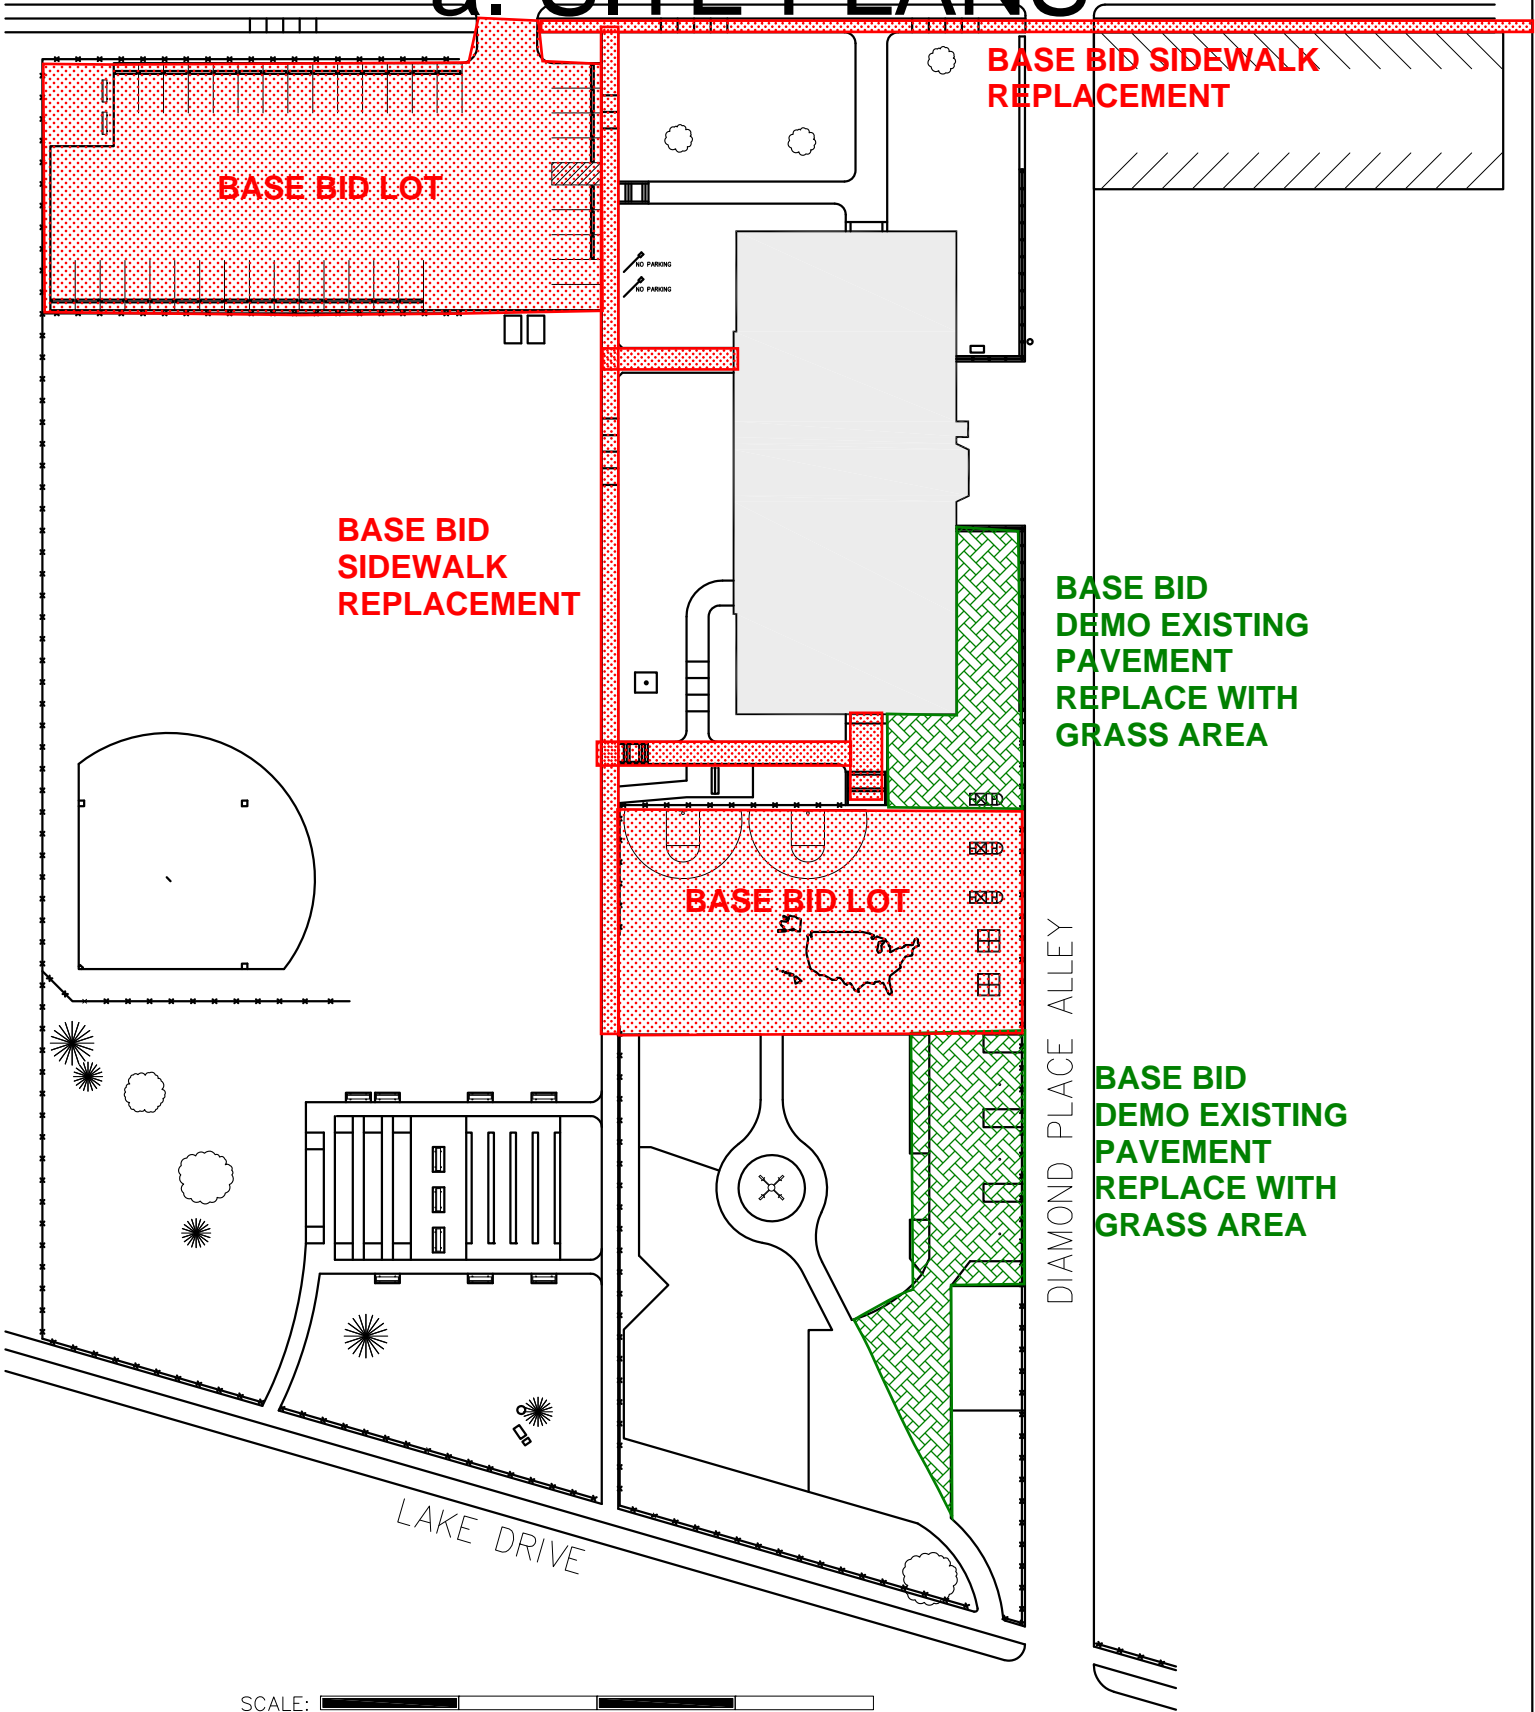 a. SITE PLANS
BASE BID SIDEWALK
REPLACEMENT
BASE BID LOT
NO PARKING
NO PARKING
BASE BID
SIDEWALK
REPLACEMENT
BASE BID
DEMO EXISTING
PAVEMENT
REPLACE WITH
GRASS AREA
BASE BID LOT
DIAMOND PLACE ALLEY
BASE BID
DEMO EXISTING
PAVEMENT
REPLACE WITH
GRASS AREA
LAKE DRIVE
SCALE: